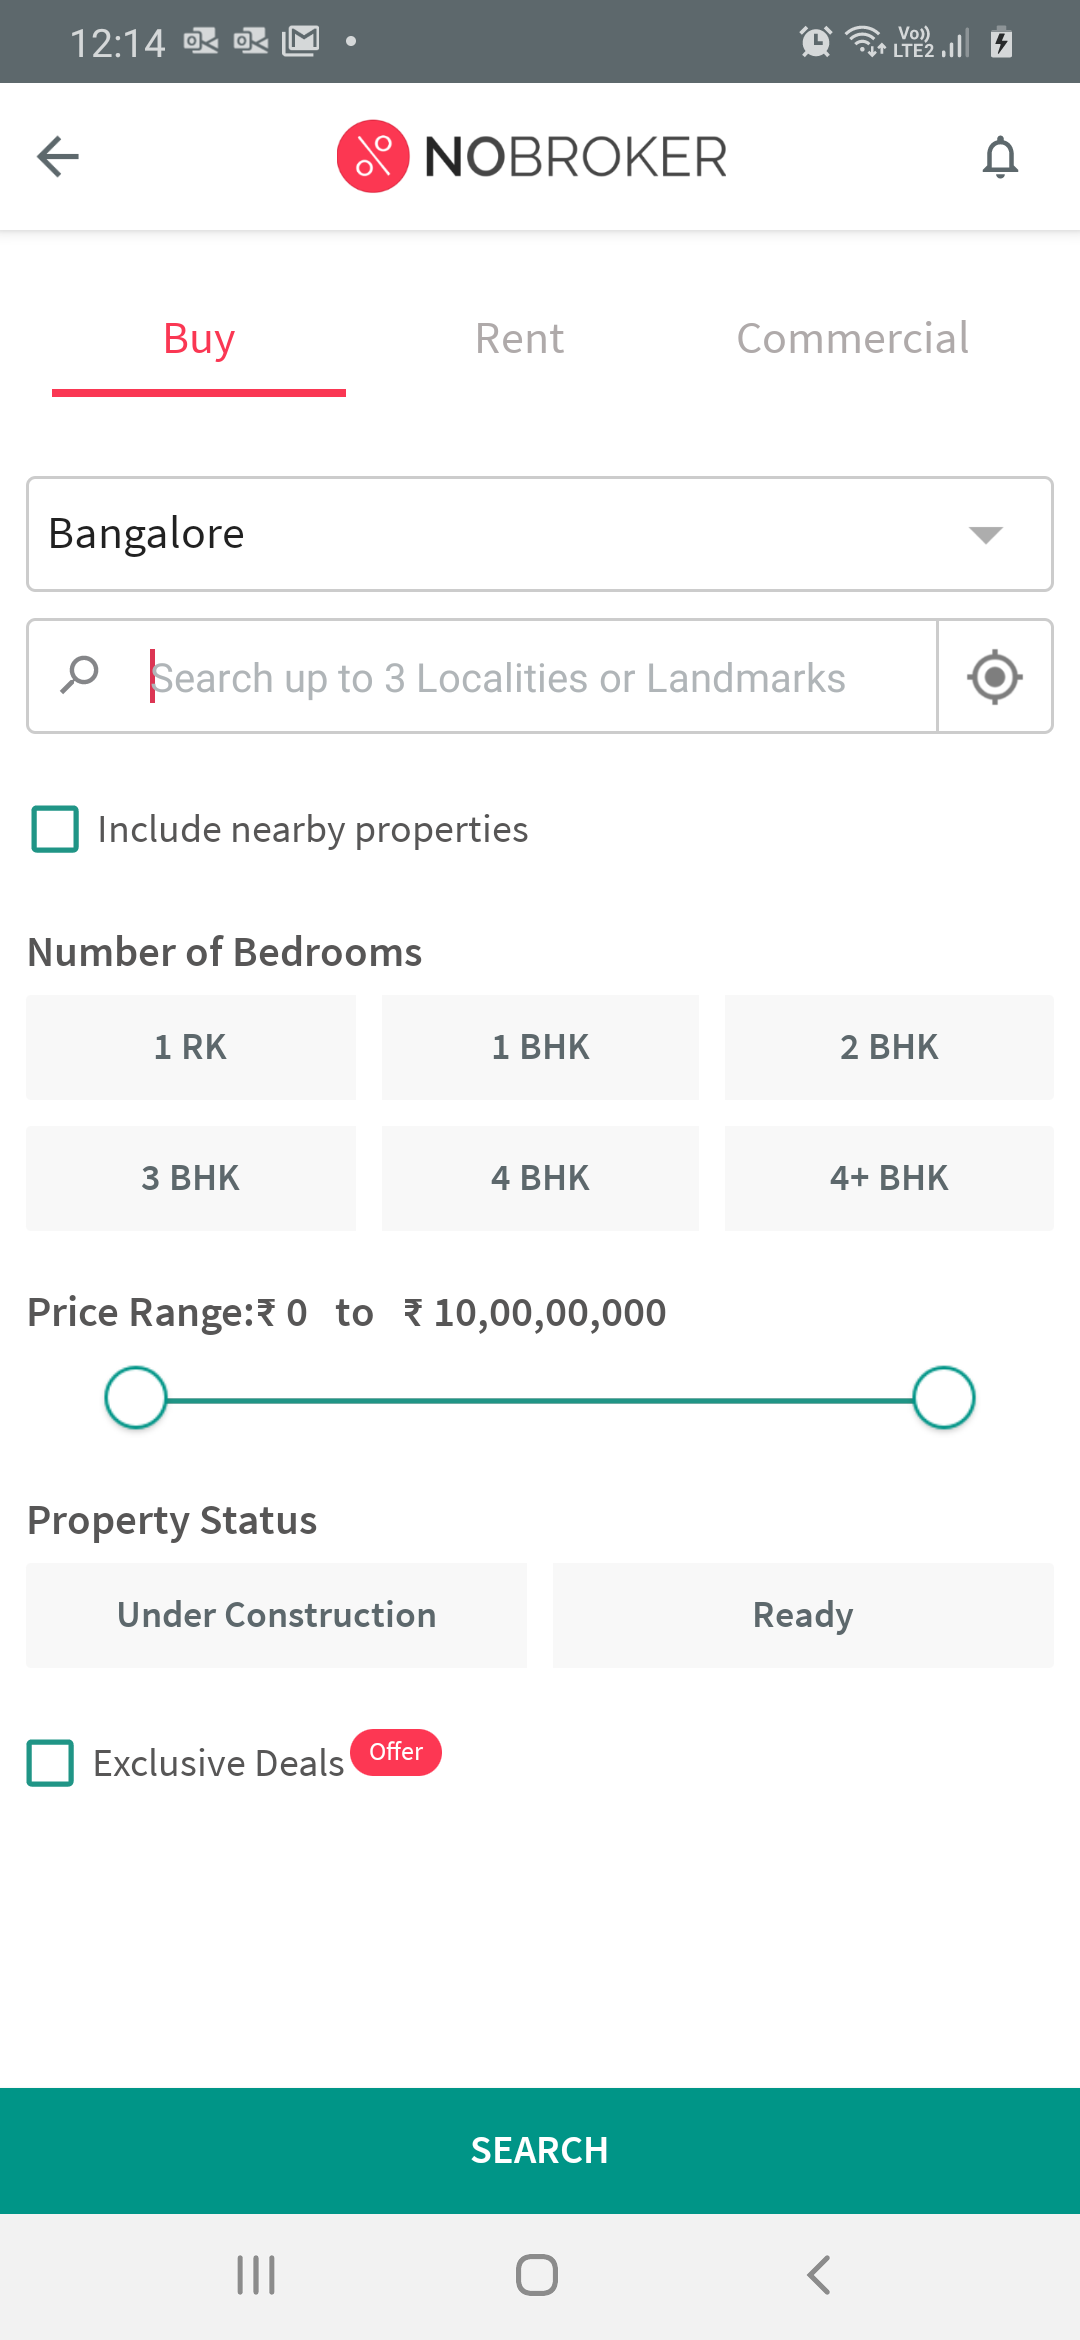 12:14
Vo)) LTE2
NOBROKER
Buy Rent Commercial
Bangalore
Search up to 3 Localities or Landmarks
Include nearby properties
Number of Bedrooms
1 RK 1 BHK 2 BHK
3 BHK 4 BHK 4+ BHK
Price Range:₹ 0 to ₹ 10,00,00,000
Property Status
Under Construction Ready
Exclusive Deals Offer
SEARCH